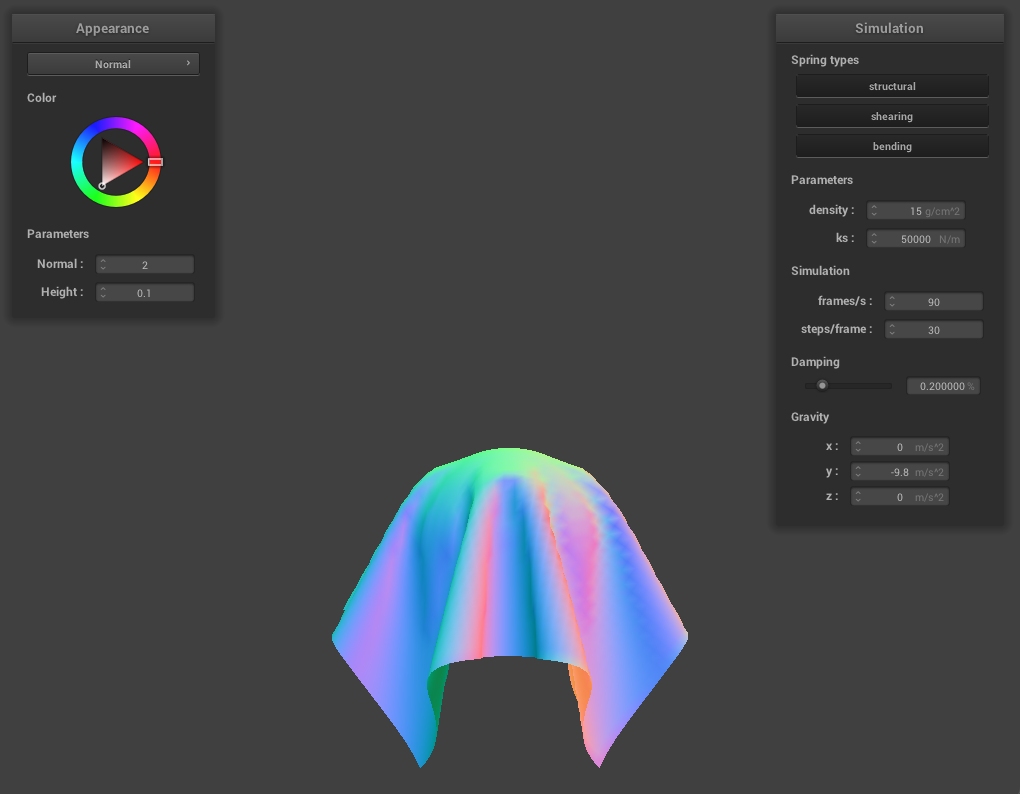 Appearance
Normal ›
Color
Parameters
Normal : 2
Height : 0.1
Simulation
Spring types
structural
shearing
bending
Parameters
density : 15 g/cm^2
ks : 50000 N/m
Simulation
frames/s : 90
steps/frame : 30
Damping
0.200000 %
Gravity
x : 0 m/s^2
y : -9.8 m/s^2
z : 0 m/s^2